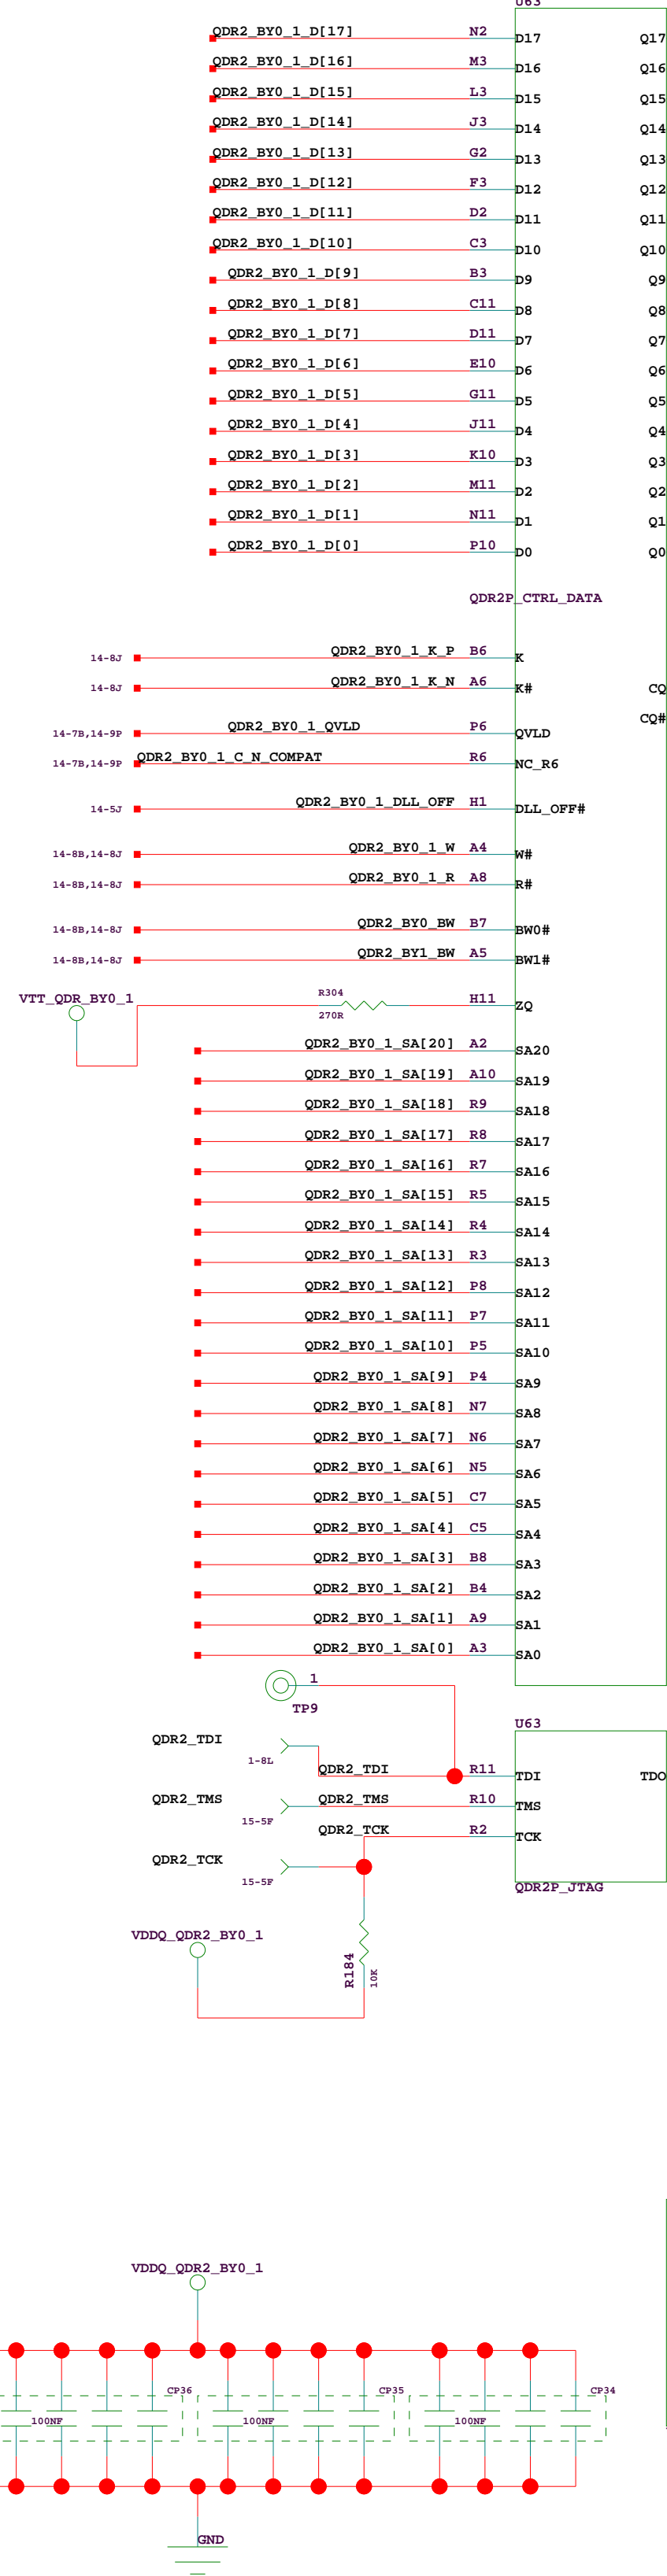 U63
QDR2_BY0_1_D[17] N2 D17 Q17
QDR2_BY0_1_D[16] M3 D16 Q16
QDR2_BY0_1_D[15] L3 D15 Q15
QDR2_BY0_1_D[14] J3 D14 Q14
QDR2_BY0_1_D[13] G2 D13 Q13
QDR2_BY0_1_D[12] F3 D12 Q12
QDR2_BY0_1_D[11] D2 D11 Q11
QDR2_BY0_1_D[10] C3 D10 Q10
QDR2_BY0_1_D[9] B3 D9 Q9
QDR2_BY0_1_D[8] C11 D8 Q8
QDR2_BY0_1_D[7] D11 D7 Q7
QDR2_BY0_1_D[6] E10 D6 Q6
QDR2_BY0_1_D[5] G11 D5 Q5
QDR2_BY0_1_D[4] J11 D4 Q4
QDR2_BY0_1_D[3] K10 D3 Q3
QDR2_BY0_1_D[2] M11 D2 Q2
QDR2_BY0_1_D[1] N11 D1 Q1
QDR2_BY0_1_D[0] P10 D0 Q0
QDR2P_CTRL_DATA
14-8J QDR2_BY0_1_K_P B6 K
14-8J QDR2_BY0_1_K_N A6 K# CQ
CQ#
14-7B,14-9P QDR2_BY0_1_QVLD P6 QVLD
14-7B,14-9P QDR2_BY0_1_C_N_COMPAT R6 NC_R6
14-5J QDR2_BY0_1_DLL_OFF H1 DLL_OFF#
14-8B,14-8J QDR2_BY0_1_W A4 W#
14-8B,14-8J QDR2_BY0_1_R A8 R#
14-8B,14-8J QDR2_BY0_BW B7 BW0#
14-8B,14-8J QDR2_BY1_BW A5 BW1#
VTT_QDR_BY0_1 R304 270R H11 ZQ
QDR2_BY0_1_SA[20] A2 SA20
QDR2_BY0_1_SA[19] A10 SA19
QDR2_BY0_1_SA[18] R9 SA18
QDR2_BY0_1_SA[17] R8 SA17
QDR2_BY0_1_SA[16] R7 SA16
QDR2_BY0_1_SA[15] R5 SA15
QDR2_BY0_1_SA[14] R4 SA14
QDR2_BY0_1_SA[13] R3 SA13
QDR2_BY0_1_SA[12] P8 SA12
QDR2_BY0_1_SA[11] P7 SA11
QDR2_BY0_1_SA[10] P5 SA10
QDR2_BY0_1_SA[9] P4 SA9
QDR2_BY0_1_SA[8] N7 SA8
QDR2_BY0_1_SA[7] N6 SA7
QDR2_BY0_1_SA[6] N5 SA6
QDR2_BY0_1_SA[5] C7 SA5
QDR2_BY0_1_SA[4] C5 SA4
QDR2_BY0_1_SA[3] B8 SA3
QDR2_BY0_1_SA[2] B4 SA2
QDR2_BY0_1_SA[1] A9 SA1
QDR2_BY0_1_SA[0] A3 SA0
1
TP9
U63
QDR2_TDI 1-8L QDR2_TDI R11 TDI TDO
QDR2_TMS 15-5F QDR2_TMS R10 TMS
QDR2_TCK R2 TCK
QDR2_TCK 15-5F
QDR2P_JTAG
VDDQ_QDR2_BY0_1
R184 10K
VDDQ_QDR2_BY0_1
CP36 CP35 CP34
100NF 100NF 100NF
GND